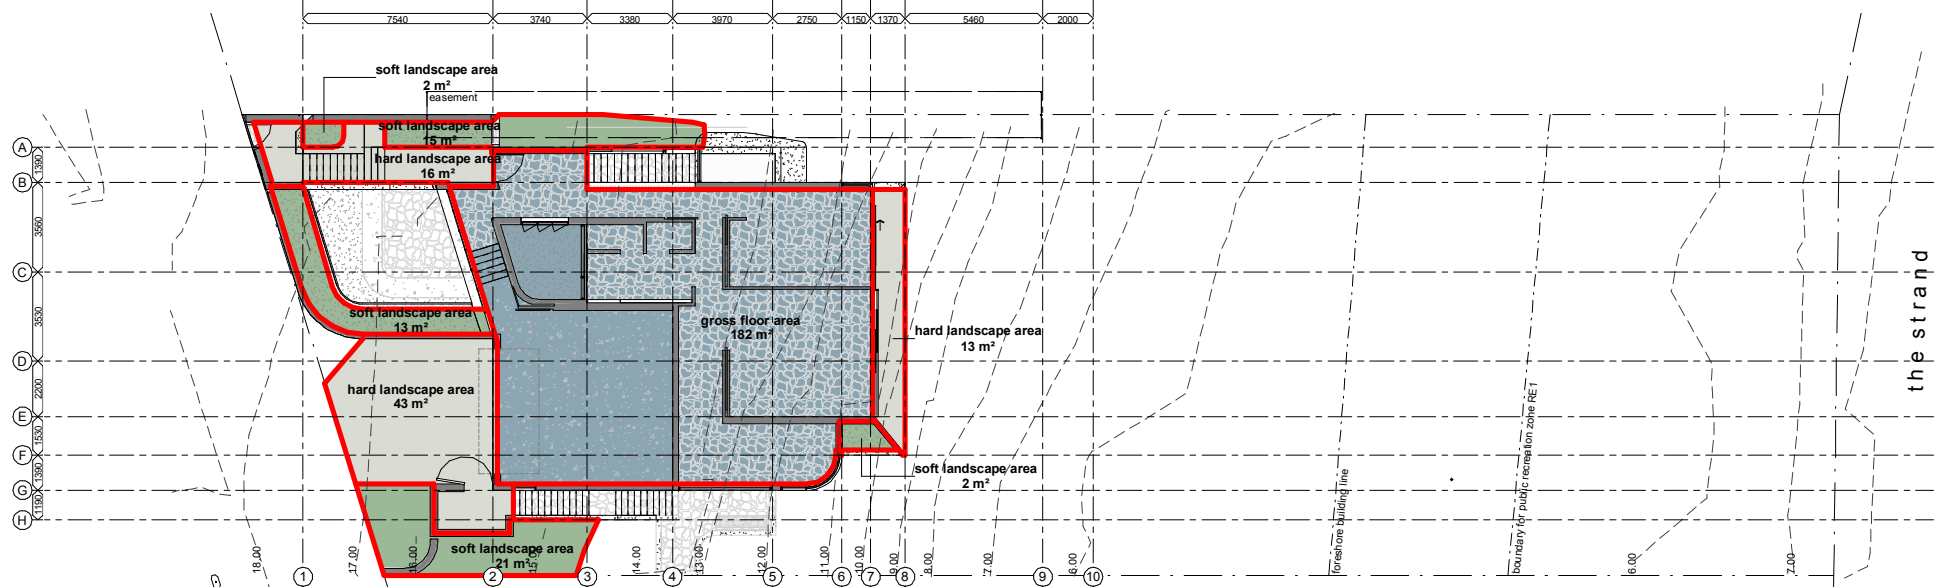 7540 3740 3380 3970 2750 1150 1370 5460 2000
soft landscape area
2 m²
easement
soft landscape area
15 m²
hard landscape area
16 m²
A
1390
B
3560
C
3530
D
2200
E
1530
F
1390
G
1190
H
soft landscape area
13 m²
gross floor area
182 m²
hard landscape area
13 m²
hard landscape area
43 m²
soft landscape area
2 m²
soft landscape area
21 m²
18.00
17.00
16.00
15.00
14.00
13.00
12.00
11.00
10.00
9.00
8.00
7.00
6.00
foreshore building line
boundary for public recreation zone RE1
6.00
7.00
the strand
1 2 3 4 5 6 7 8 9 10